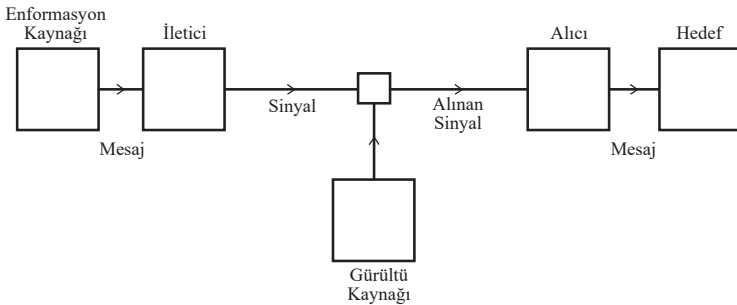 Enformasyon
Kaynağı
İletici
Alıcı
Hedef
Sinyal
Alınan
Sinyal
Mesaj
Mesaj
Gürültü
Kaynağı